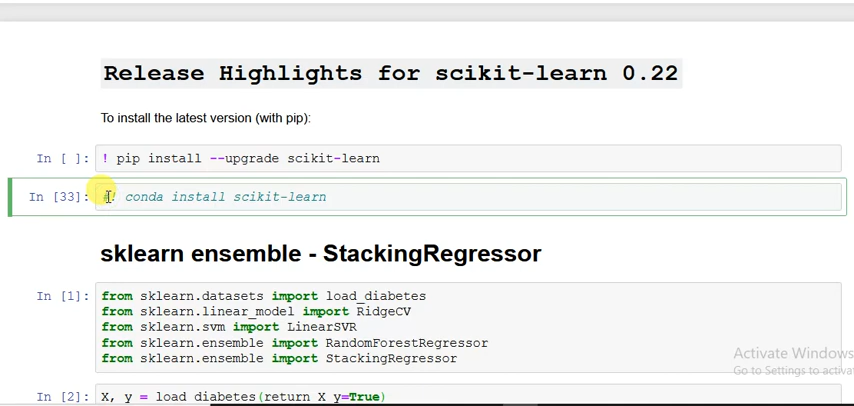 Release Highlights for scikit-learn 0.22
To install the latest version (with pip):
In [ ]: ! pip install --upgrade scikit-learn
In [33]: #! conda install scikit-learn
sklearn ensemble - StackingRegressor
In [1]: from sklearn.datasets import load_diabetes
from sklearn.linear_model import RidgeCV
from sklearn.svm import LinearSVR
from sklearn.ensemble import RandomForestRegressor
from sklearn.ensemble import StackingRegressor
Activate Windows
Go to Settings to activa
In [2]: X, y = load_diabetes(return_X_y=True)